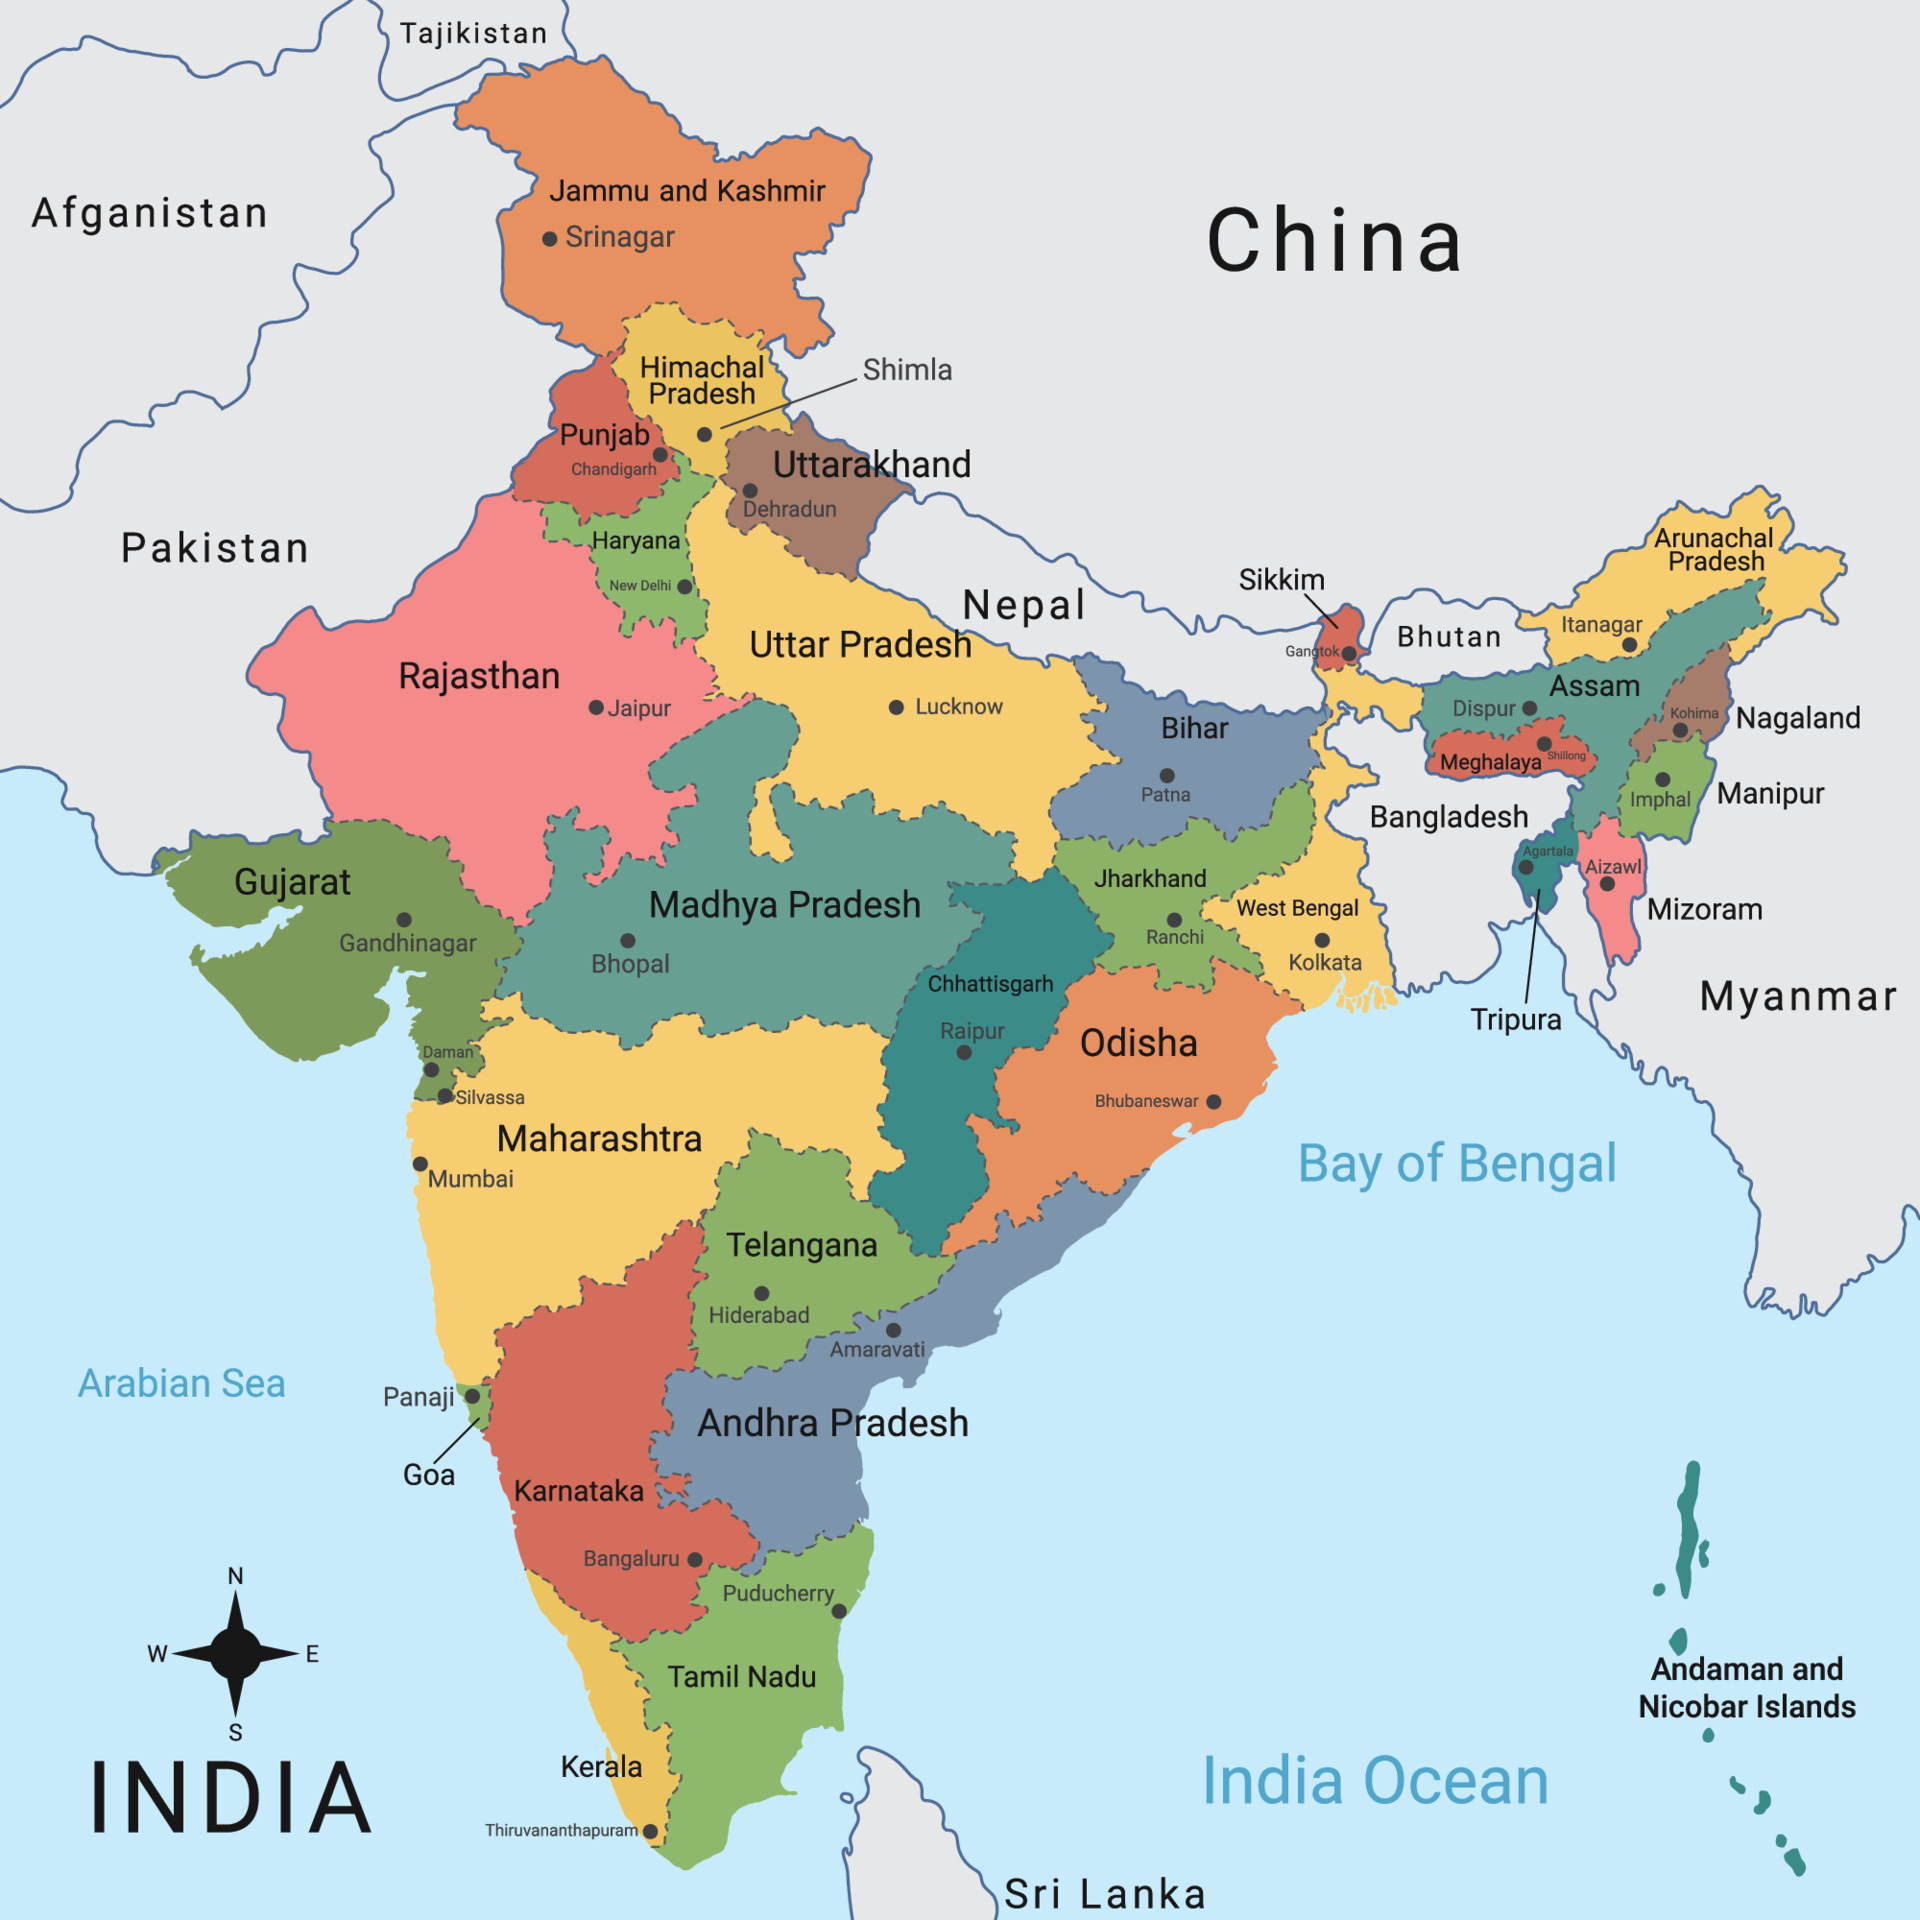 Tajikistan
Afganistan
Jammu and Kashmir
Srinagar
China
Himachal
Pradesh
Shimla
Punjab
Chandigarh
Uttarakhand
Dehradun
Pakistan
Haryana
New Delhi
Nepal
Sikkim
Gangtok
Bhutan
Arunachal
Pradesh
Itanagar
Uttar Pradesh
Lucknow
Rajasthan
Jaipur
Bihar
Patna
Assam
Dispur
Kohima
Nagaland
Meghalaya
Shillong
Imphal
Manipur
Bangladesh
Agartala
Aizawl
Mizoram
Tripura
Myanmar
Gujarat
Gandhinagar
Madhya Pradesh
Bhopal
Jharkhand
Ranchi
West Bengal
Kolkata
Chhattisgarh
Raipur
Odisha
Bhubaneswar
Daman
Silvassa
Maharashtra
Mumbai
Bay of Bengal
Telangana
Hiderabad
Amaravati
Arabian Sea
Panaji
Goa
Andhra Pradesh
Karnataka
Bangaluru
Puducherry
Tamil Nadu
Kerala
Thiruvananthapuram
N
W
E
S
INDIA
Andaman and
Nicobar Islands
India Ocean
Sri Lanka